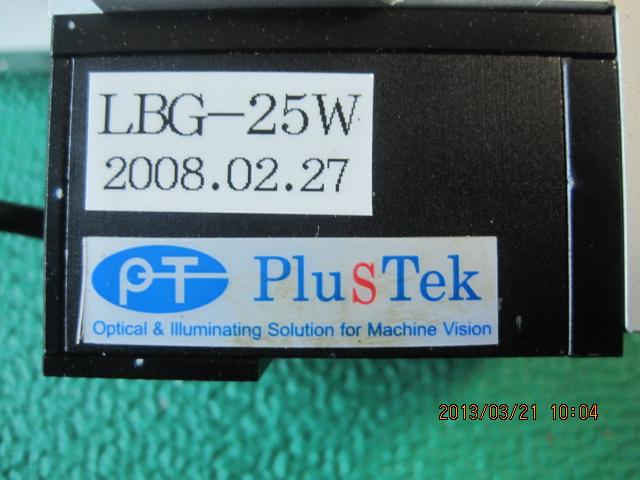 LBG-25W
2008.02.27
PT PlusTek
Optical & Illuminating Solution for Machine Vision
2013/03/21 10:04